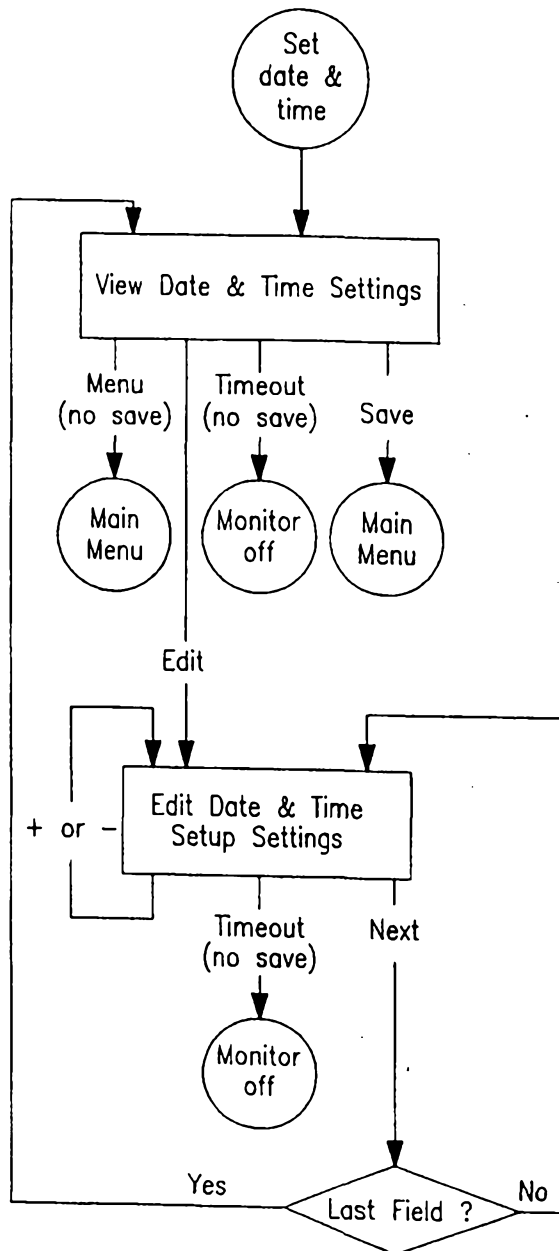 Set
date &
time
View Date & Time Settings
Menu
(no save)
Timeout
(no save)
Save
Main
Menu
Monitor
off
Main
Menu
Edit
+ or -
Edit Date & Time
Setup Settings
Timeout
(no save)
Next
Monitor
off
Yes
Last Field ?
No